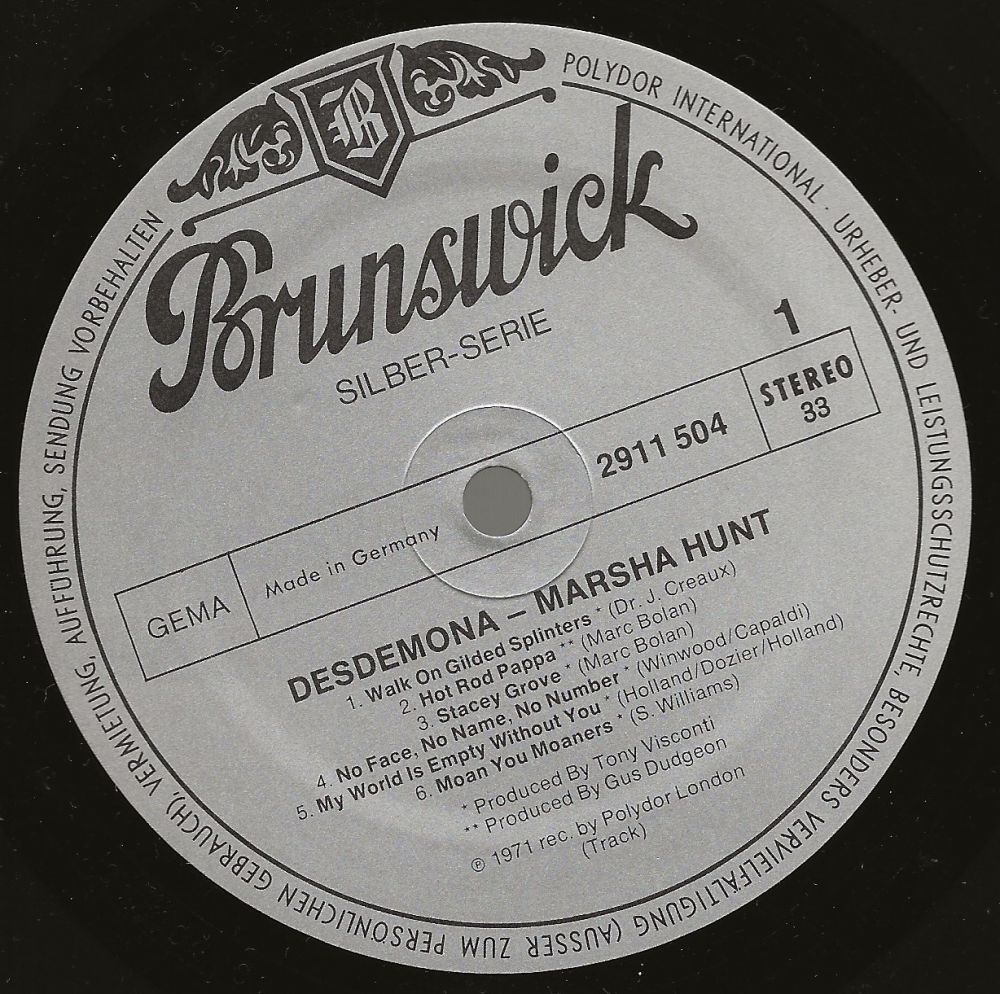 POLYDOR INTERNATIONAL · URHEBER- UND LEISTUNGSSCHUTZRECHTE, BESONDERS VERVIELFÄLTIGUNG (AUSSER ZUM PERSÖNLICHEN GEBRAUCH), VERMIETUNG, AUFFÜHRUNG, SENDUNG VORBEHALTEN
B
Brunswick
SILBER-SERIE
1
GEMA
Made in Germany
2911 504
STEREO
33
DESDEMONA – MARSHA HUNT
1. Walk On Gilded Splinters * (Dr. J. Creaux)
2. Hot Rod Pappa ** (Marc Bolan)
3. Stacey Grove * (Marc Bolan)
4. No Face, No Name, No Number * (Winwood/Capaldi)
5. My World Is Empty Without You * (Holland/Dozier/Holland)
6. Moan You Moaners * (S. Williams)
* Produced By Tony Visconti
** Produced By Gus Dudgeon
℗ 1971 rec. by Polydor London
(Track)